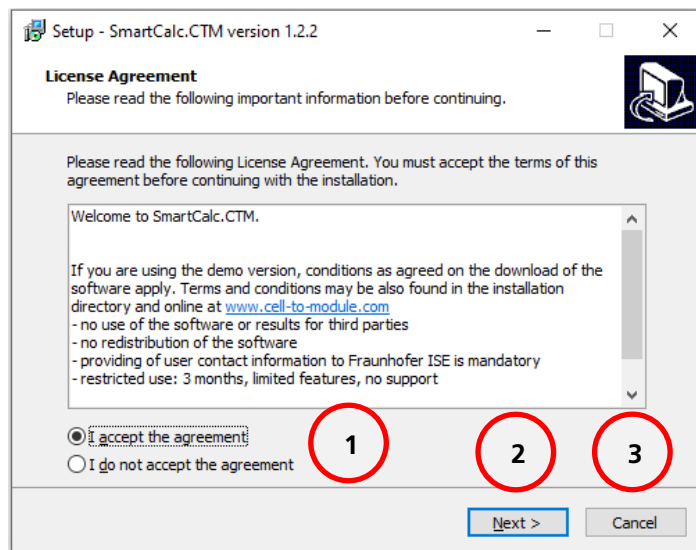 Setup - SmartCalc.CTM version 1.2.2
License Agreement
Please read the following important information before continuing.
Please read the following License Agreement. You must accept the terms of this
agreement before continuing with the installation.
Welcome to SmartCalc.CTM.
If you are using the demo version, conditions as agreed on the download of the
software apply. Terms and conditions may be also found in the installation
directory and online at www.cell-to-module.com
- no use of the software or results for third parties
- no redistribution of the software
- providing of user contact information to Fraunhofer ISE is mandatory
- restricted use: 3 months, limited features, no support
I accept the agreement
1
2
3
I do not accept the agreement
Next >
Cancel